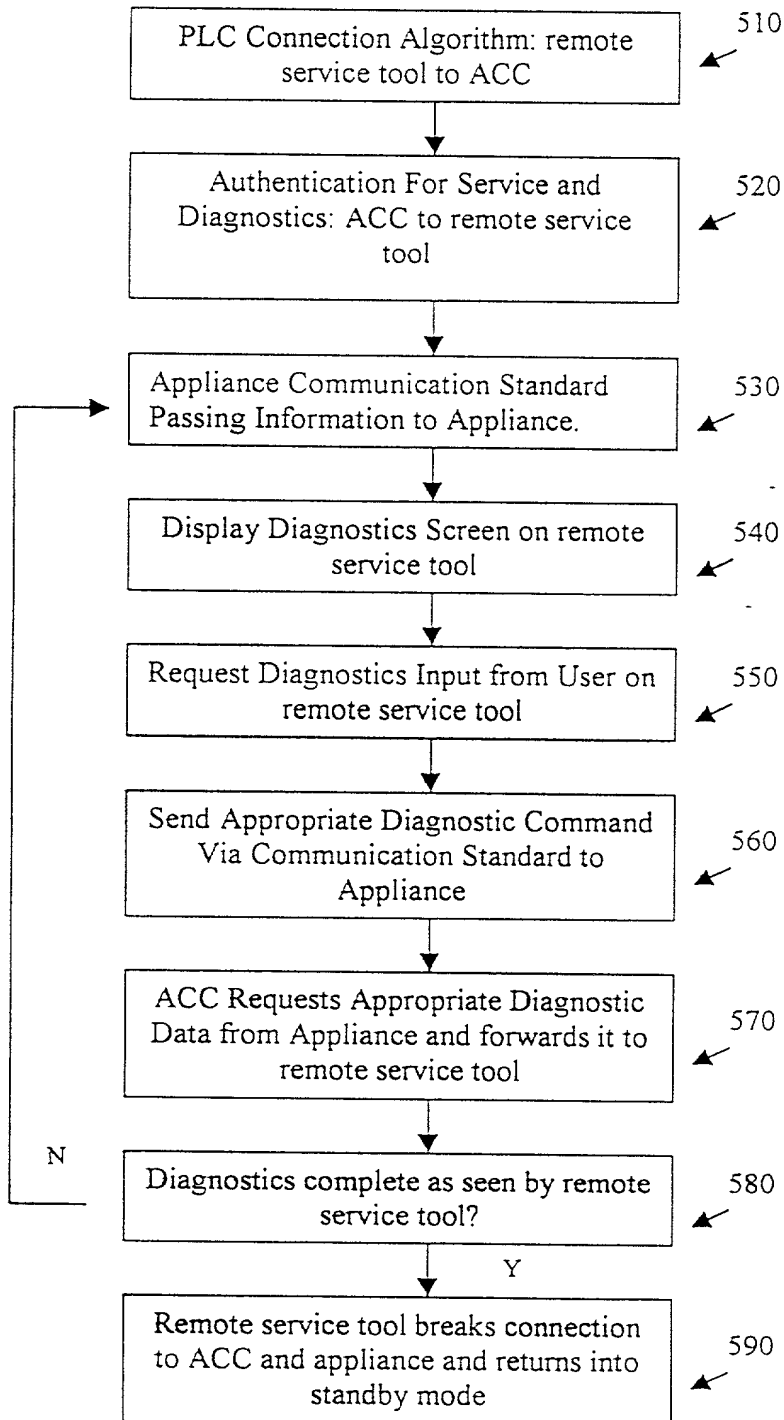 PLC Connection Algorithm: remote
service tool to ACC
510
Authentication For Service and
Diagnostics: ACC to remote service
tool
520
Appliance Communication Standard
Passing Information to Appliance.
530
Display Diagnostics Screen on remote
service tool
540
Request Diagnostics Input from User on
remote service tool
550
Send Appropriate Diagnostic Command
Via Communication Standard to
Appliance
560
ACC Requests Appropriate Diagnostic
Data from Appliance and forwards it to
remote service tool
570
N
Diagnostics complete as seen by remote
service tool?
580
Y
Remote service tool breaks connection
to ACC and appliance and returns into
standby mode
590